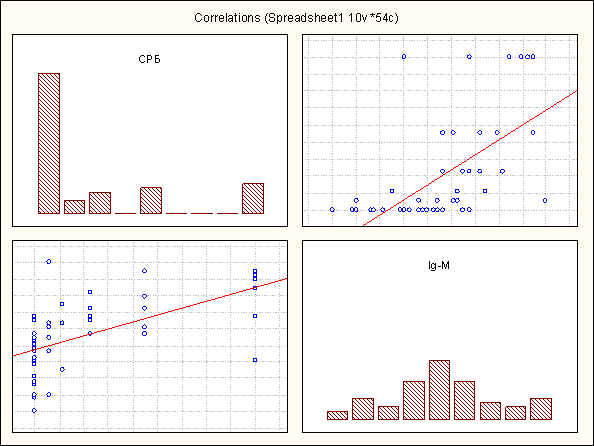 Correlations (Spreadsheet1 10v *54c)
СРБ
Ig-M